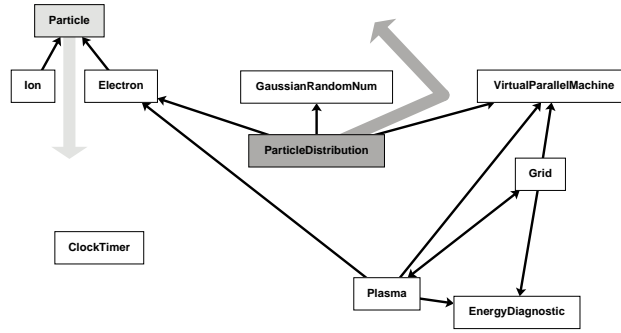 Particle
Ion
Electron
GaussianRandomNum
VirtualParallelMachine
ParticleDistribution
Grid
ClockTimer
Plasma
EnergyDiagnostic